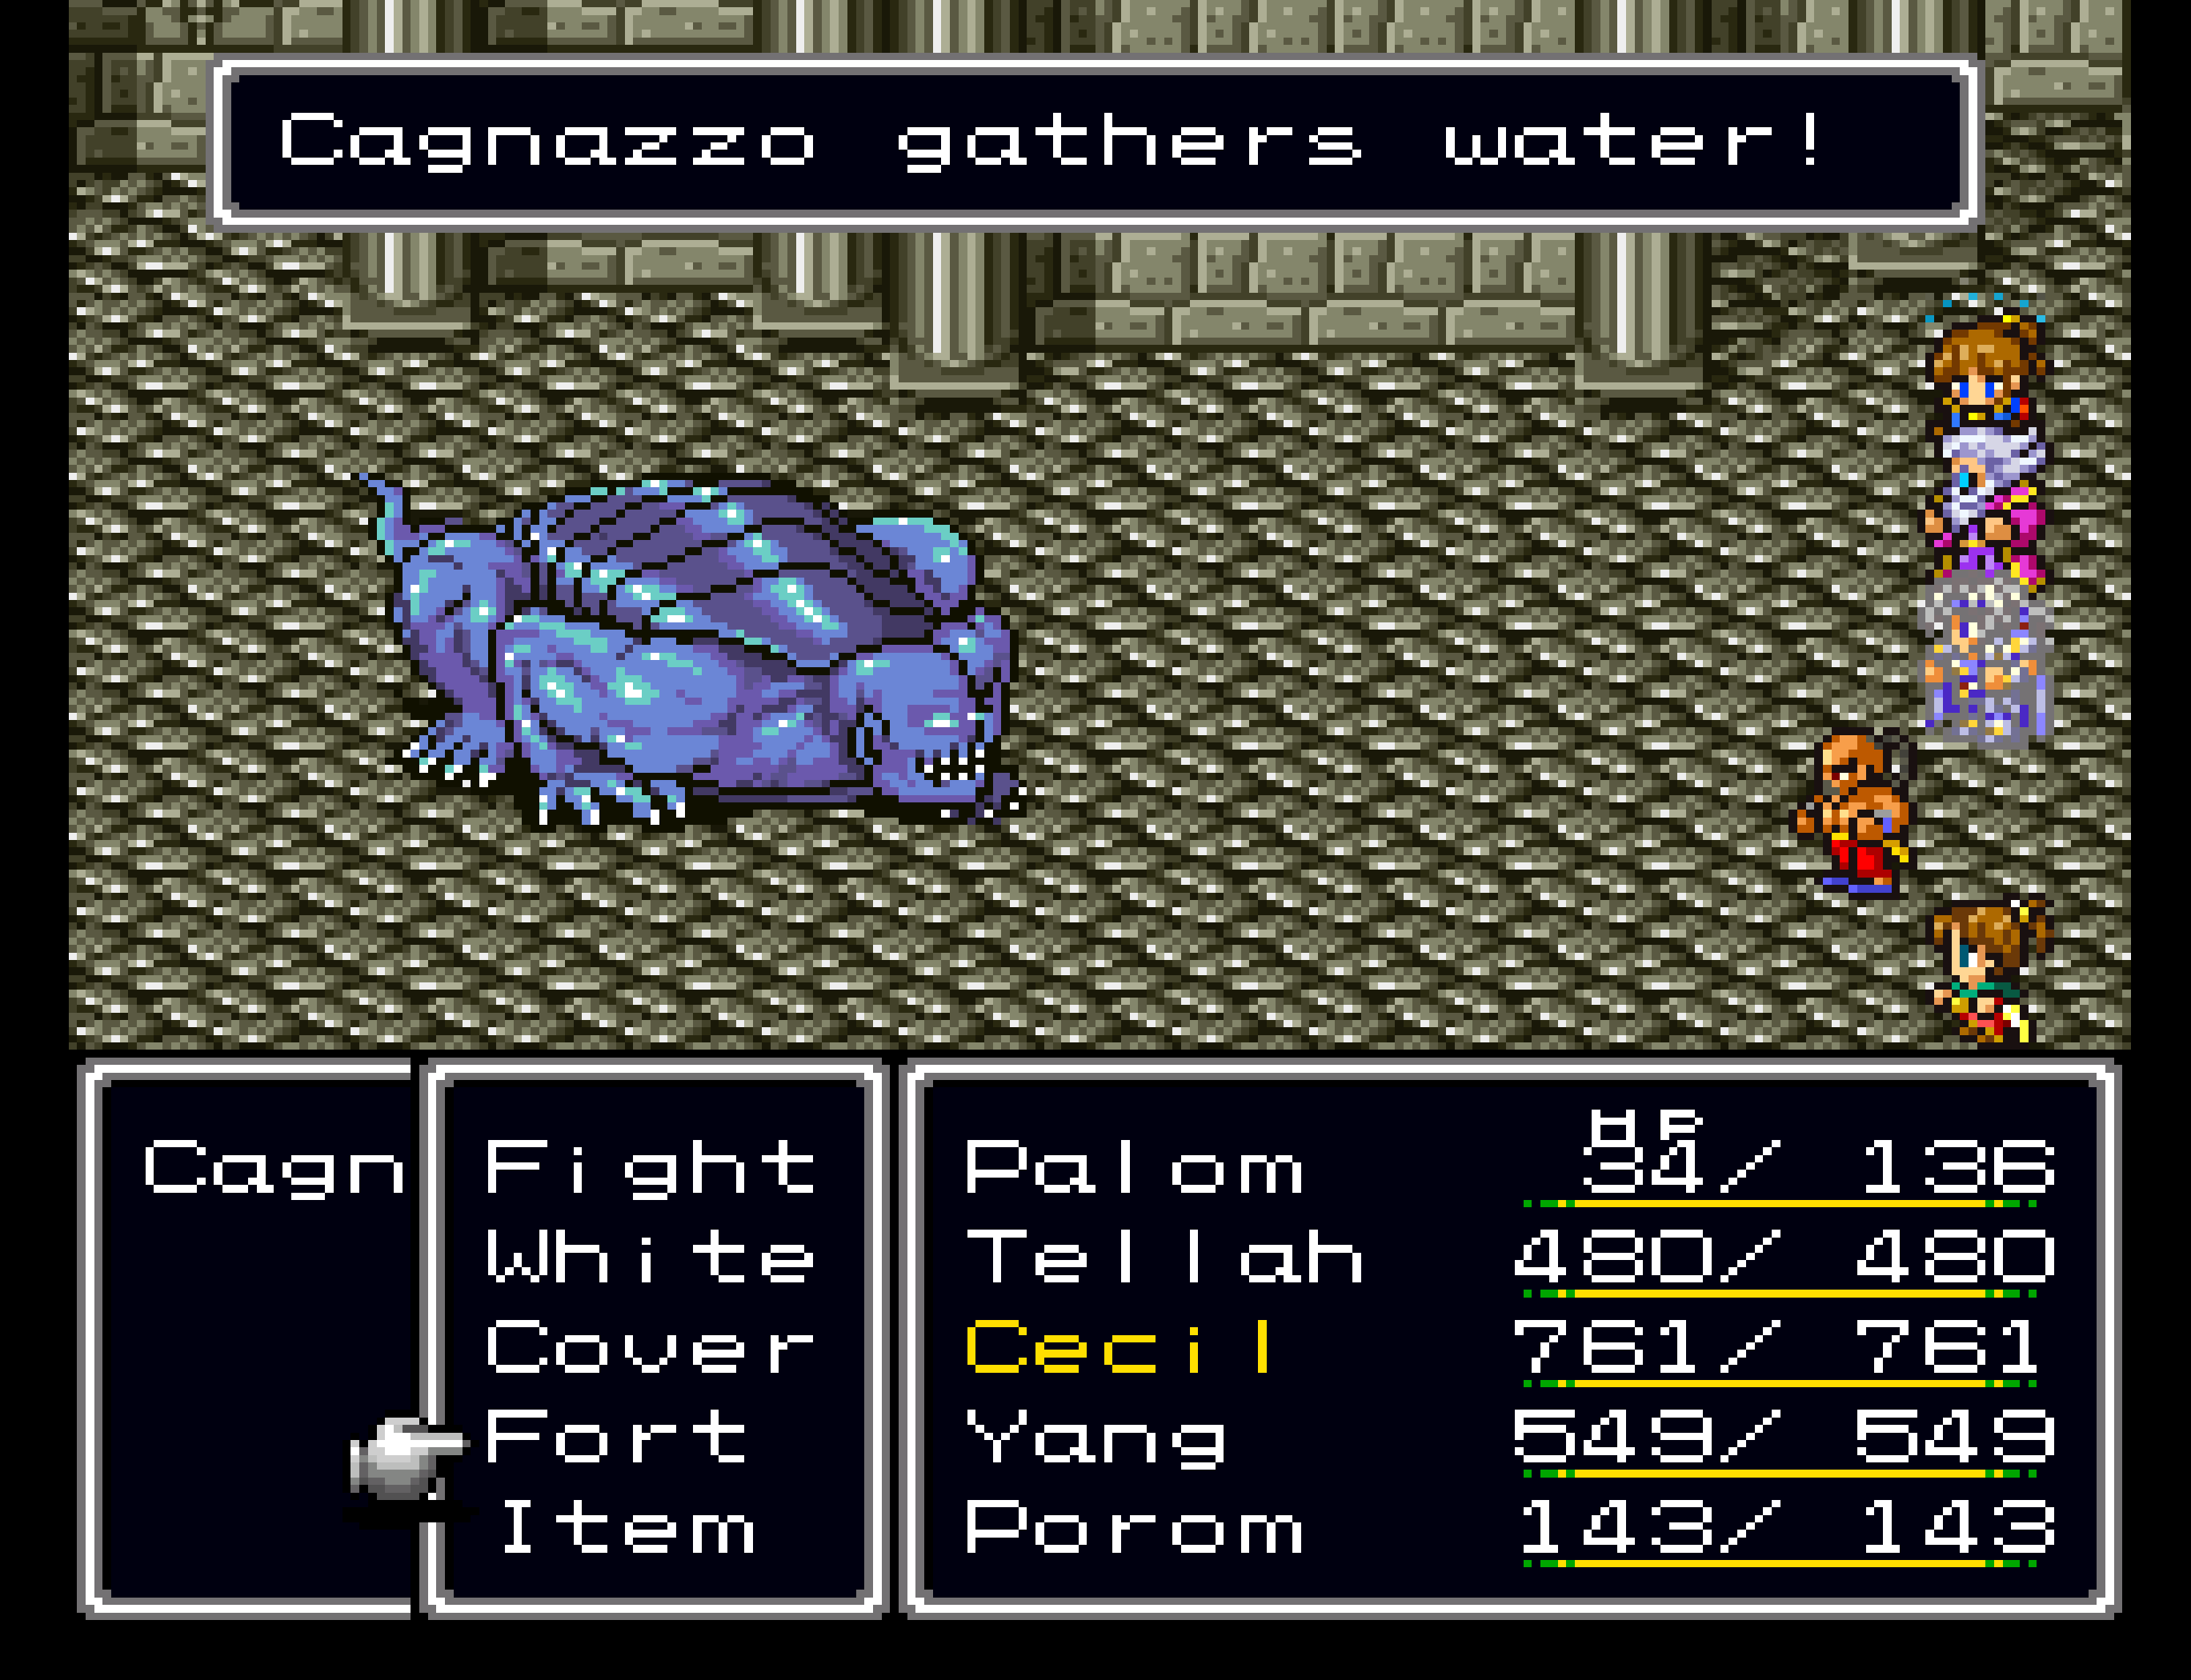 Cagnazzo gathers water!
Cagn
Fight
White
Cover
Fort
Item
HP
Palom 94/ 136
Tellah 480/ 480
Cecil 761/ 761
Yang 549/ 549
Porom 143/ 143